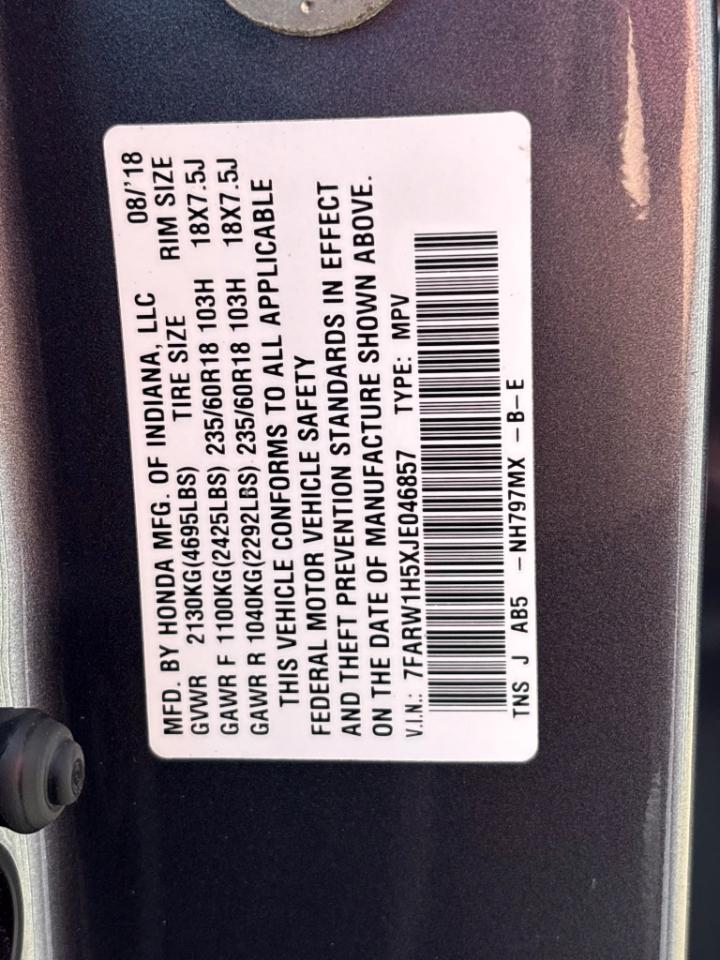 MFD. BY HONDA MFG. OF INDIANA, LLC 08/'18
GVWR 2130KG(4695LBS) TIRE SIZE RIM SIZE
GAWR F 1100KG(2425LBS) 235/60R18 103H 18X7.5J
GAWR R 1040KG(2292LBS) 235/60R18 103H 18X7.5J
THIS VEHICLE CONFORMS TO ALL APPLICABLE
FEDERAL MOTOR VEHICLE SAFETY
AND THEFT PREVENTION STANDARDS IN EFFECT
ON THE DATE OF MANUFACTURE SHOWN ABOVE.
V.I.N.: 7FARW1H5XJE046857 TYPE: MPV
TNS J AB5 -NH797MX -B-E